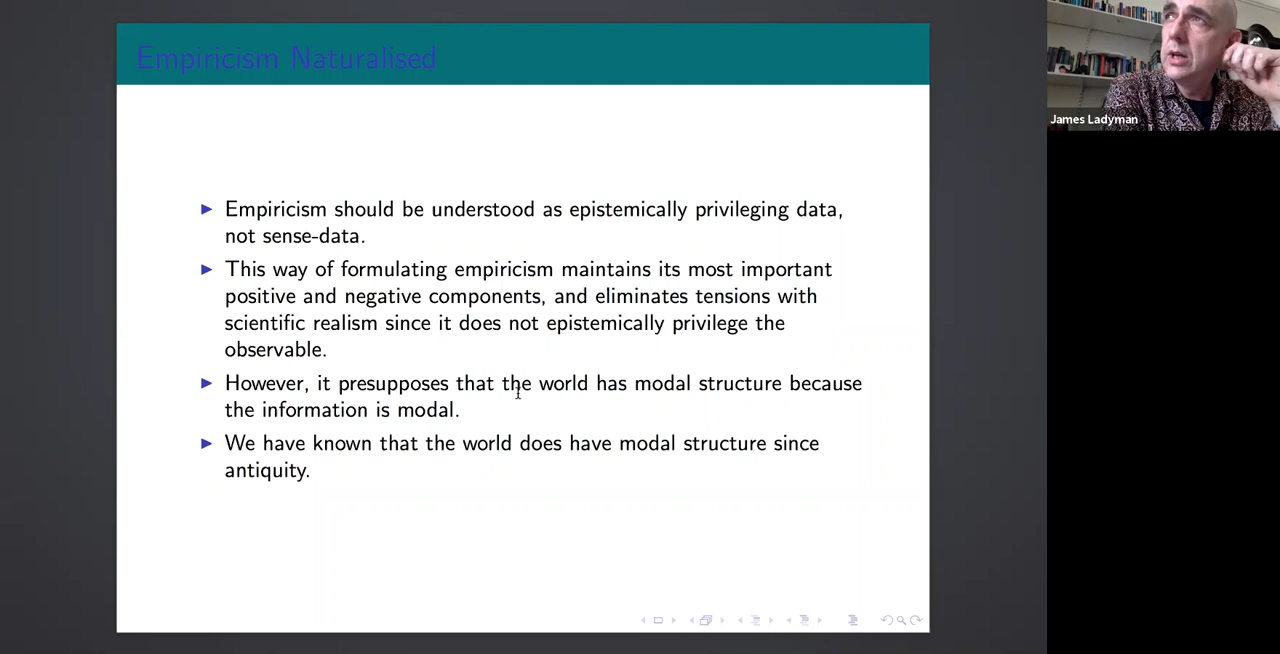 Empiricism Naturalised
Empiricism should be understood as epistemically privileging data,
not sense-data.
This way of formulating empiricism maintains its most important
positive and negative components, and eliminates tensions with
scientific realism since it does not epistemically privilege the
observable.
However, it presupposes that the world has modal structure because
the information is modal.
We have known that the world does have modal structure since
antiquity.
James Ladyman